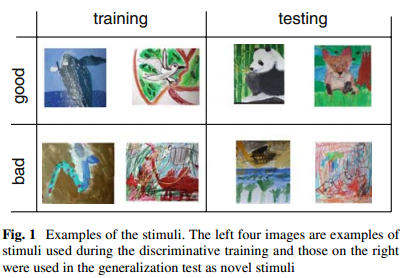 training testing
good
bad
Fig. 1 Examples of the stimuli. The left four images are examples of
stimuli used during the discriminative training and those on the right
were used in the generalization test as novel stimuli